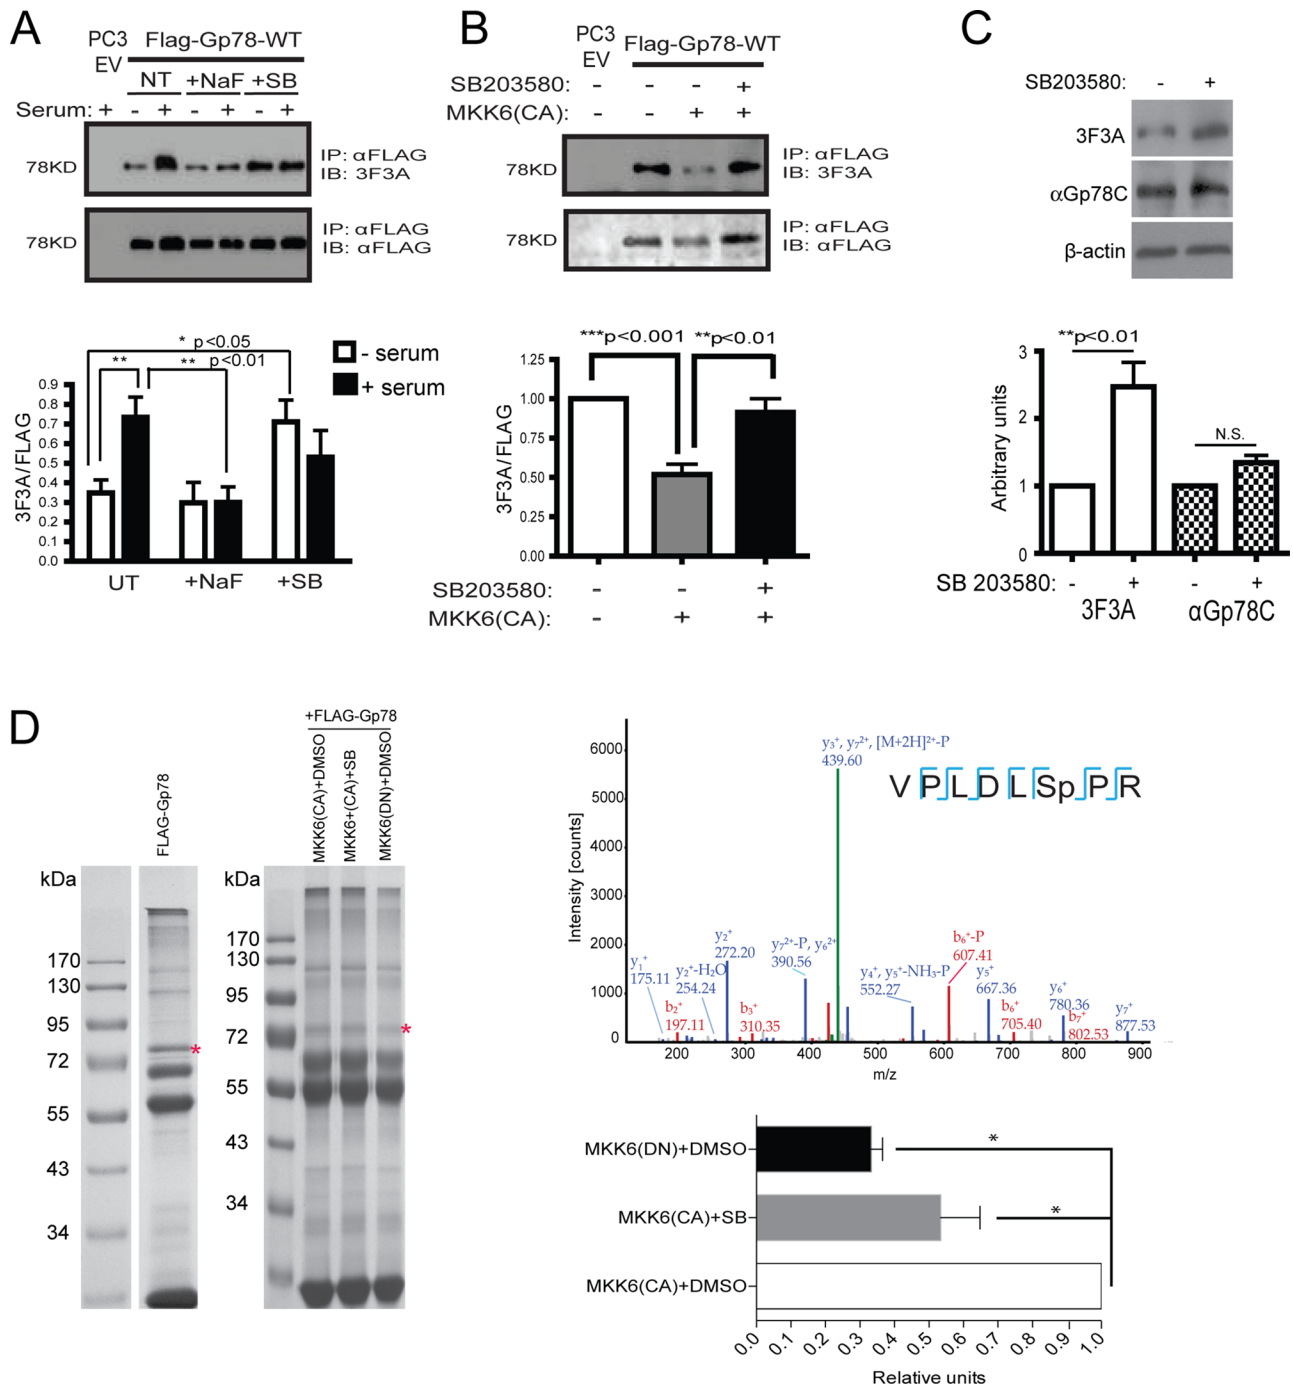 A
PC3
EV
Flag-Gp78-WT
NT +NaF +SB
Serum: + - + - + - +
78KD
IP: αFLAG
IB: 3F3A
78KD
IP: αFLAG
IB: αFLAG
* p<0.05
** ** p<0.01
- serum
+ serum
3F3A/FLAG
0.9
0.8
0.7
0.6
0.5
0.4
0.3
0.2
0.1
0.0
UT +NaF +SB
B
PC3
EV
Flag-Gp78-WT
SB203580: - - - +
MKK6(CA): - - + +
78KD
IP: αFLAG
IB: 3F3A
78KD
IP: αFLAG
IB: αFLAG
***p<0.001 **p<0.01
3F3A/FLAG
1.25
1.00
0.75
0.50
0.25
0.00
SB203580: - - +
MKK6(CA): - + +
C
SB203580: - +
3F3A
αGp78C
β-actin
**p<0.01
N.S.
Arbitrary units
3
2
1
0
SB 203580: - + - +
3F3A αGp78C
D
FLAG-Gp78
kDa
170
130
95
72
55
43
34
*
+FLAG-Gp78
MKK6(CA)+DMSO
MKK6+(CA)+SB
MKK6(DN)+DMSO
kDa
170
130
95
72
55
43
34
*
Intensity [counts]
6000
5000
4000
3000
2000
1000
0
y₃⁺, y₇²⁺, [M+2H]²⁺-P
439.60
V P L D L Sp P R
y₁⁺
175.11
y₂⁺-H₂O
254.24
y₂⁺
272.20
b₂⁺
197.11
b₃⁺
310.35
y₇²⁺-P, y₆²⁺
390.56
y₄⁺, y₅⁺-NH₃-P
552.27
b₆⁺-P
607.41
y₅⁺
667.36
b₆⁺
705.40
y₆⁺
780.36
b₇⁺
802.53
y₇⁺
877.53
200 300 400 500 600 700 800 900
m/z
MKK6(DN)+DMSO
*
MKK6(CA)+SB
*
MKK6(CA)+DMSO
0.0 0.1 0.2 0.3 0.4 0.5 0.6 0.7 0.8 0.9 1.0
Relative units